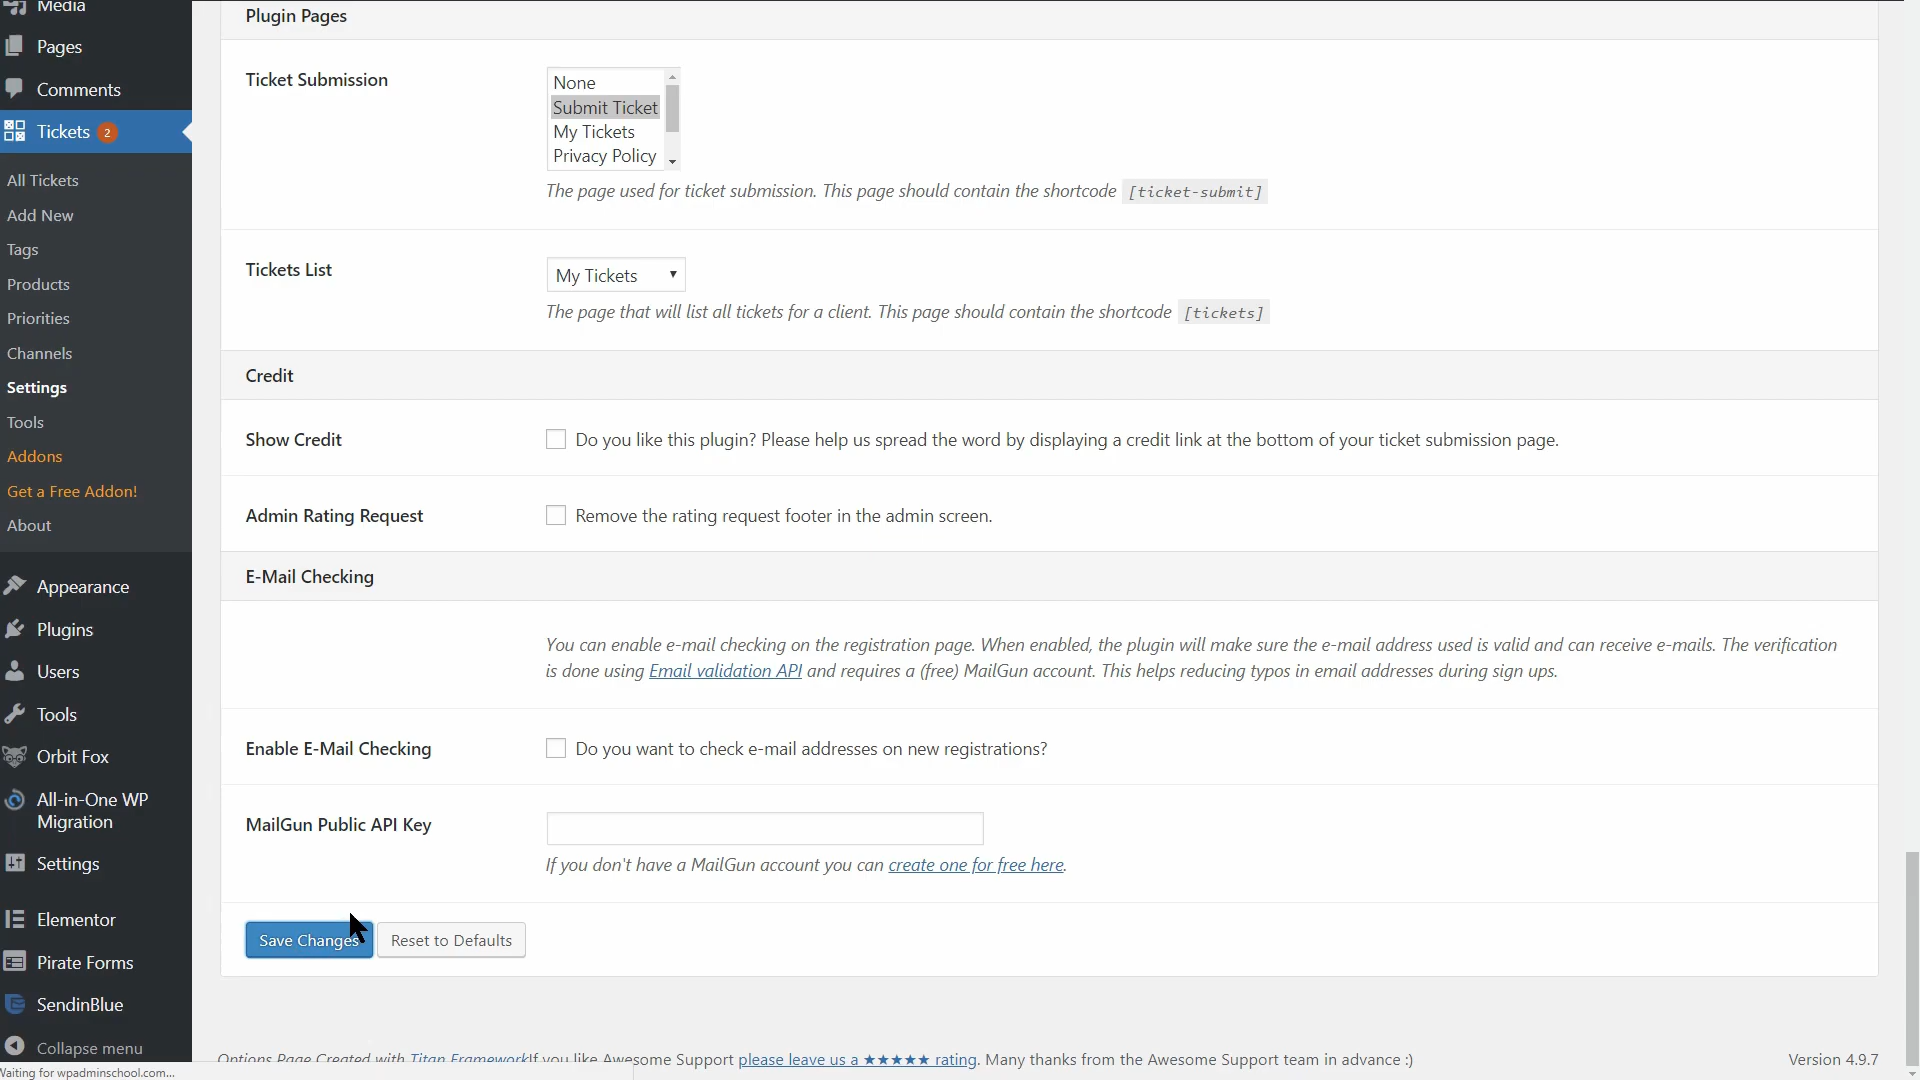 Media
Pages
Comments
Tickets 2
All Tickets
Add New
Tags
Products
Priorities
Channels
Settings
Tools
Addons
Get a Free Addon!
About
Appearance
Plugins
Users
Tools
Orbit Fox
All-in-One WP
Migration
Settings
Elementor
Pirate Forms
SendinBlue
Collapse menu
Waiting for wpadminschool.com...
Plugin Pages
Ticket Submission
None
Submit Ticket
My Tickets
Privacy Policy
The page used for ticket submission. This page should contain the shortcode [ticket-submit]
Tickets List
My Tickets
The page that will list all tickets for a client. This page should contain the shortcode [tickets]
Credit
Show Credit
Do you like this plugin? Please help us spread the word by displaying a credit link at the bottom of your ticket submission page.
Admin Rating Request
Remove the rating request footer in the admin screen.
E-Mail Checking
You can enable e-mail checking on the registration page. When enabled, the plugin will make sure the e-mail address used is valid and can receive e-mails. The verification
is done using Email validation API and requires a (free) MailGun account. This helps reducing typos in email addresses during sign ups.
Enable E-Mail Checking
Do you want to check e-mail addresses on new registrations?
MailGun Public API Key
If you don't have a MailGun account you can create one for free here.
Save Changes
Reset to Defaults
Options Page Created with Titan FrameworkIf you like Awesome Support please leave us a ★★★★★ rating. Many thanks from the Awesome Support team in advance :)
Version 4.9.7